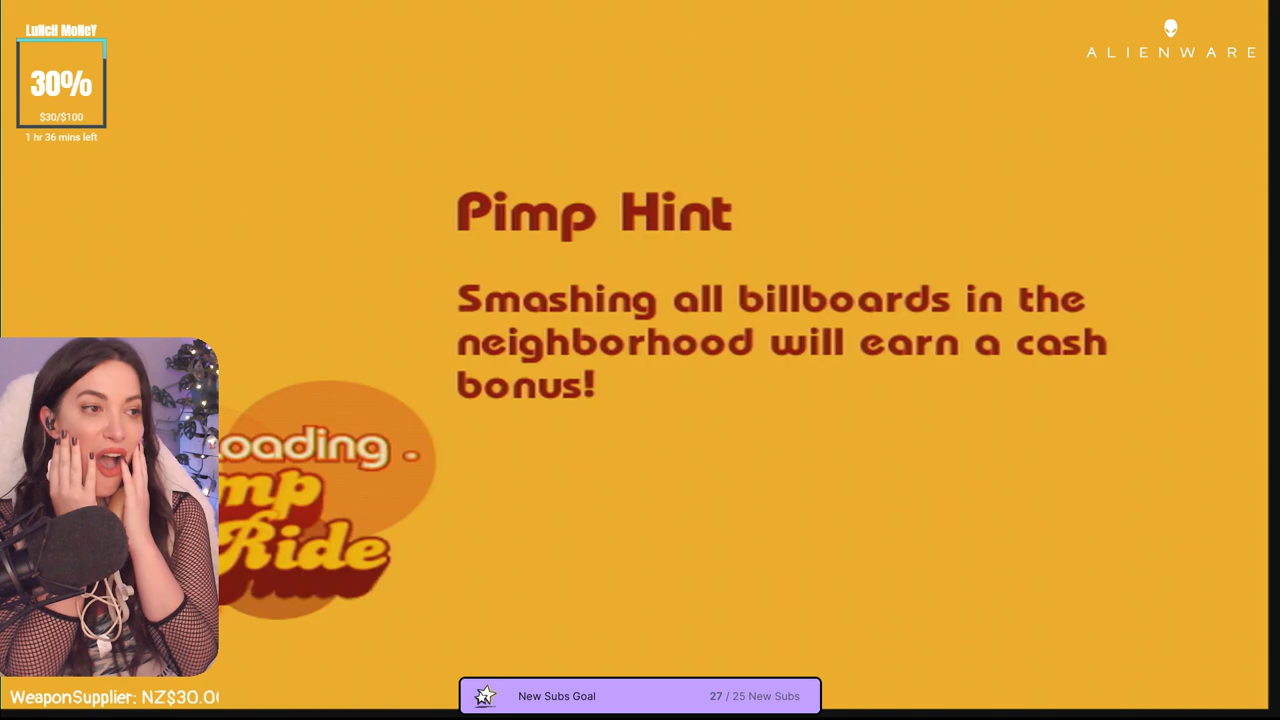 LuNcH MoNeY
30%
$30/$100
1 hr 36 mins left
ALIENWARE
Pimp Hint
Smashing all billboards in the
neighborhood will earn a cash
bonus!
oading .
mp
Ride
WeaponSupplier: NZ$30.0
New Subs Goal
27 / 25 New Subs